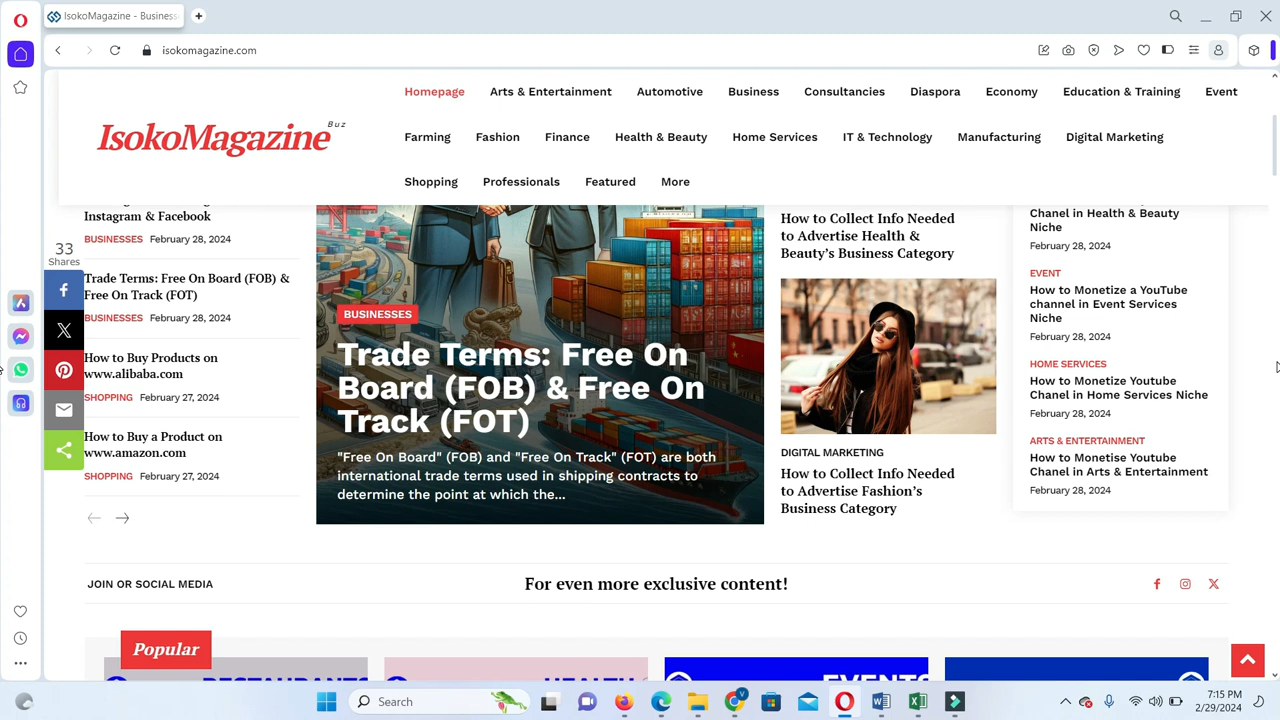 IsokoMagazine - Business
isokomagazine.com
IsokoMagazine
Buz
Homepage Arts & Entertainment Automotive Business Consultancies Diaspora Economy Education & Training Event
Farming Fashion Finance Health & Beauty Home Services IT & Technology Manufacturing Digital Marketing
Shopping Professionals Featured More
33
Shares
Instagram & Facebook
BUSINESSES February 28, 2024
Trade Terms: Free On Board (FOB) &
Free On Track (FOT)
BUSINESSES February 28, 2024
How to Buy Products on
www.alibaba.com
SHOPPING February 27, 2024
How to Buy a Product on
www.amazon.com
SHOPPING February 27, 2024
BUSINESSES
Trade Terms: Free On
Board (FOB) & Free On
Track (FOT)
"Free On Board" (FOB) and "Free On Track" (FOT) are both
international trade terms used in shipping contracts to
determine the point at which the...
How to Collect Info Needed
to Advertise Health &
Beauty's Business Category
DIGITAL MARKETING
How to Collect Info Needed
to Advertise Fashion's
Business Category
Chanel in Health & Beauty
Niche
February 28, 2024
EVENT
How to Monetize a YouTube
channel in Event Services
Niche
February 28, 2024
HOME SERVICES
How to Monetize Youtube
Chanel in Home Services Niche
February 28, 2024
ARTS & ENTERTAINMENT
How to Monetise Youtube
Chanel in Arts & Entertainment
February 28, 2024
JOIN OR SOCIAL MEDIA
For even more exclusive content!
Popular
RESTAURANTS
HEALTH
EVENTS
Search
7:15 PM
2/29/2024